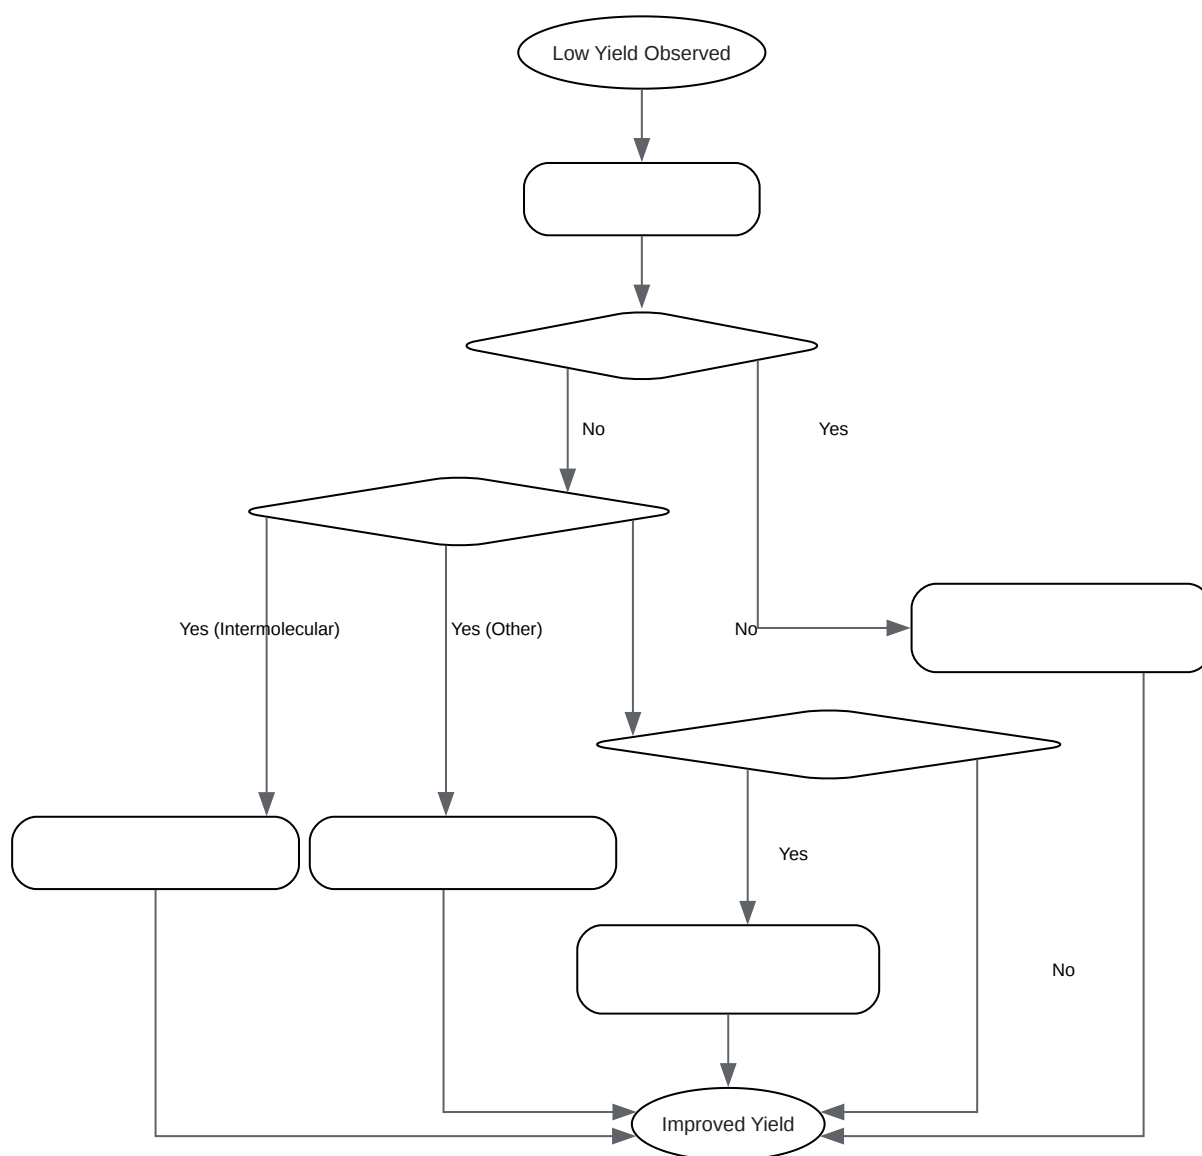 Low Yield Observed
No
Yes
Yes (Intermolecular)
Yes (Other)
No
Yes
No
Improved Yield